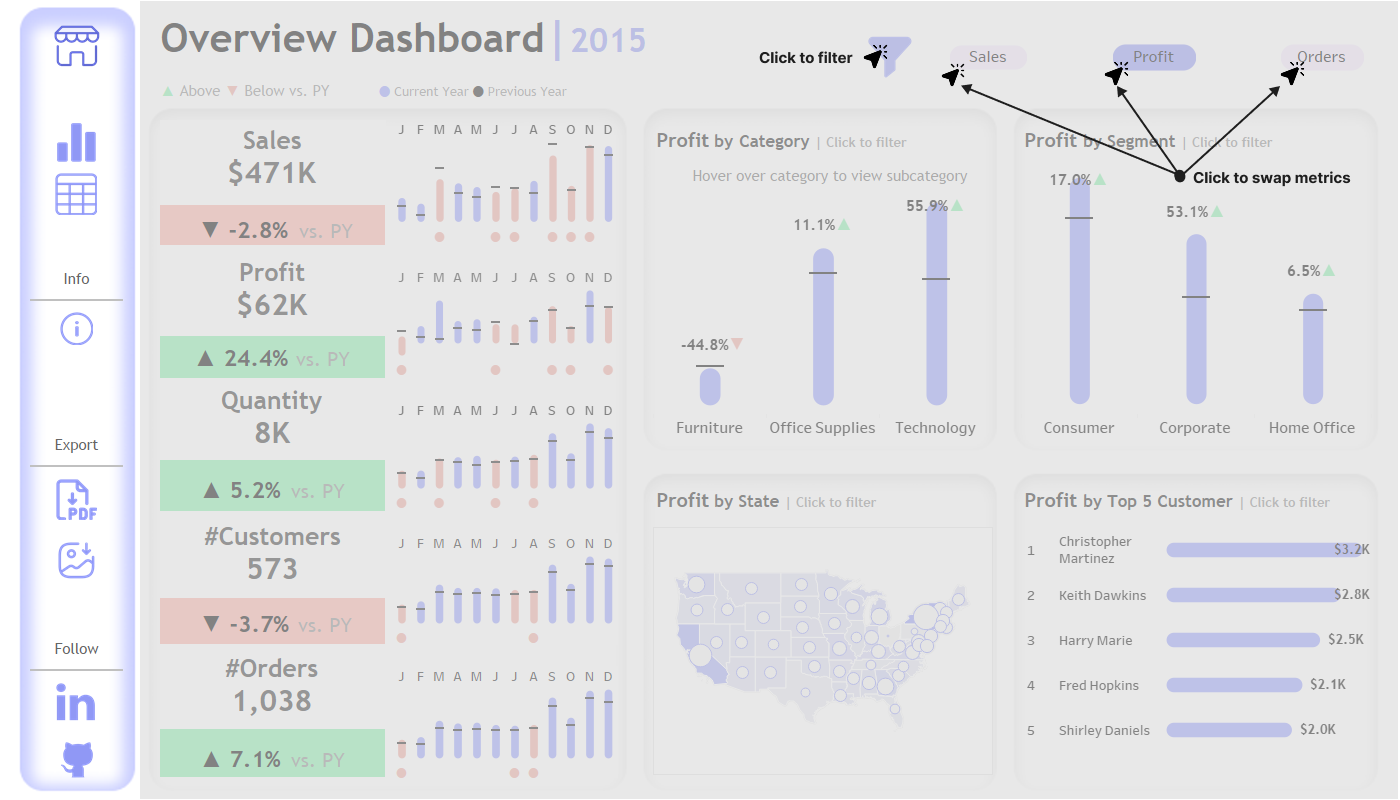 Overview Dashboard | 2015
Click to filter
Sales
Profit
Orders
▲ Above ▼ Below vs. PY
Current Year Previous Year
Info
Export
PDF
Follow
in
Sales
$471K
▼ -2.8% vs. PY
J F M A M J J A S O N D
Profit
$62K
▲ 24.4% vs. PY
J F M A M J J A S O N D
Quantity
8K
▲ 5.2% vs. PY
J F M A M J J A S O N D
#Customers
573
▼ -3.7% vs. PY
J F M A M J J A S O N D
#Orders
1,038
▲ 7.1% vs. PY
J F M A M J J A S O N D
Profit by Category | Click to filter
Hover over category to view subcategory
-44.8% ▼
11.1% ▲
55.9% ▲
Furniture
Office Supplies
Technology
Profit by Segment | Click to filter
Click to swap metrics
17.0% ▲
53.1% ▲
6.5% ▲
Consumer
Corporate
Home Office
Profit by State | Click to filter
Profit by Top 5 Customer | Click to filter
1 Christopher
Martinez $3.2K
2 Keith Dawkins $2.8K
3 Harry Marie $2.5K
4 Fred Hopkins $2.1K
5 Shirley Daniels $2.0K